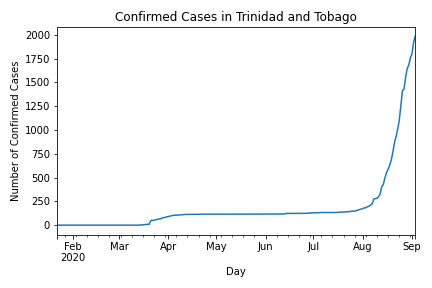 Confirmed Cases in Trinidad and Tobago
2000
1750
1500
1250
1000
750
500
250
0
Number of Confirmed Cases
Feb Mar Apr May Jun Jul Aug Sep
2020
Day